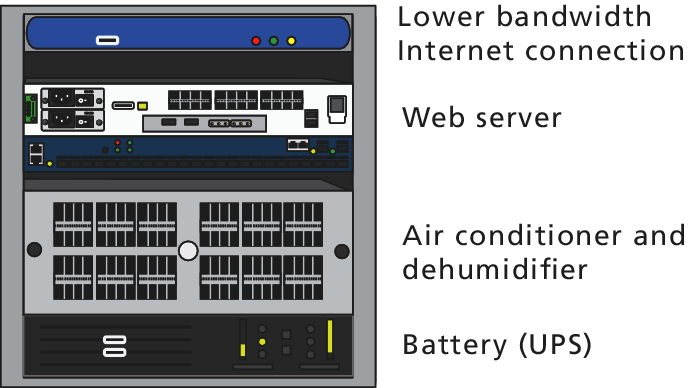 Lower bandwidth
Internet connection
Web server
Air conditioner and
dehumidifier
Battery (UPS)